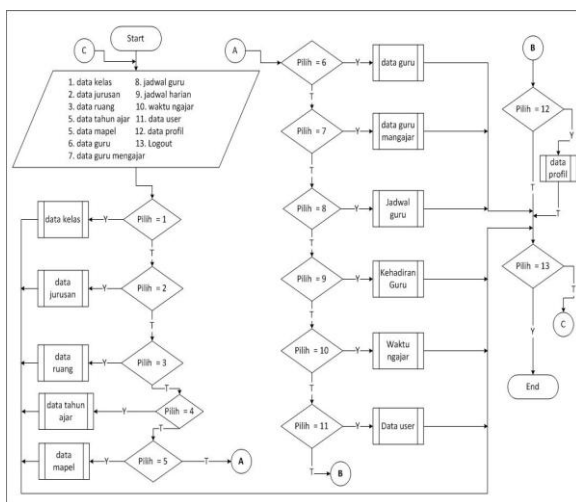 Start
C
1. data kelas
2. data jurusan
3. data ruang
5. data tahun ajar
5. data mapel
6. data guru
7. data guru mengajar
8. jadwal guru
9. jadwal harian
10. waktu ngajar
11. data user
12. data profil
13. Logout
Pilih = 1
Y
data kelas
T
Pilih = 2
Y
data
jurusan
T
Pilih = 3
Y
data
ruang
T
Pilih = 4
Y
data tahun
ajar
T
Pilih = 5
Y
data
mapel
T
A
A
Pilih = 6
Y
data guru
T
Pilih = 7
Y
data guru
mangajar
T
Pilih = 8
Y
Jadwal
guru
T
Pilih = 9
Y
Kehadiran
Guru
T
Pilih = 10
Y
Waktu
ngajar
T
Pilih = 11
Y
Data user
T
B
B
Pilih = 12
Y
data
profil
T
Pilih = 13
T
C
Y
End